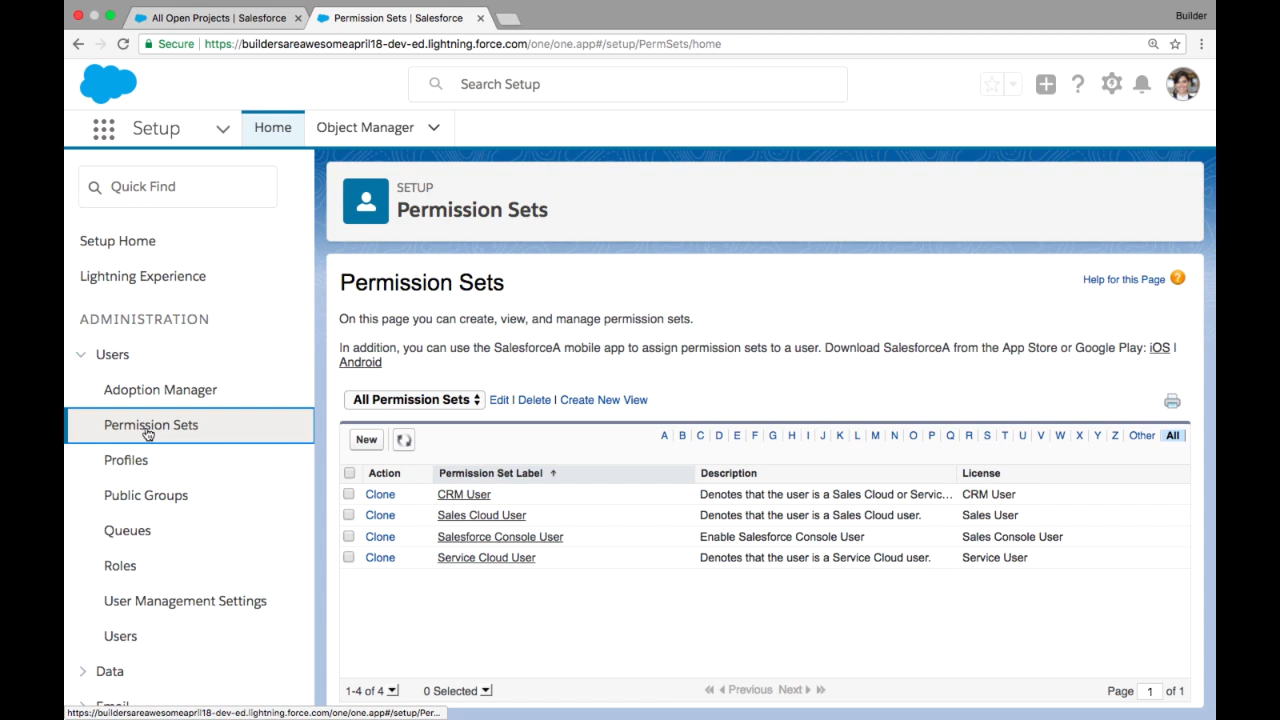 All Open Projects | Salesforce
Permission Sets | Salesforce
Builder
Secure
https://buildersareawesomeapril18-dev-ed.lightning.force.com/one/one.app#/setup/PermSets/home
Search Setup
Setup
Home
Object Manager
Quick Find
Setup Home
Lightning Experience
ADMINISTRATION
Users
Adoption Manager
Permission Sets
Profiles
Public Groups
Queues
Roles
User Management Settings
Users
Data
Email
SETUP
Permission Sets
Permission Sets
Help for this Page ?
On this page you can create, view, and manage permission sets.
In addition, you can use the SalesforceA mobile app to assign permission sets to a user. Download SalesforceA from the App Store or Google Play: iOS |
Android
All Permission Sets Edit | Delete | Create New View
New
A B C D E F G H I J K L M N O P Q R S T U V W X Y Z Other All
Action Permission Set Label Description License
Clone CRM User Denotes that the user is a Sales Cloud or Servic... CRM User
Clone Sales Cloud User Denotes that the user is a Sales Cloud user. Sales User
Clone Salesforce Console User Enable Salesforce Console User Sales Console User
Clone Service Cloud User Denotes that the user is a Service Cloud user. Service User
1-4 of 4 0 Selected Previous Next Page 1 of 1
https://buildersareawesomeapril18-dev-ed.lightning.force.com/one/one.app#/setup/Per...